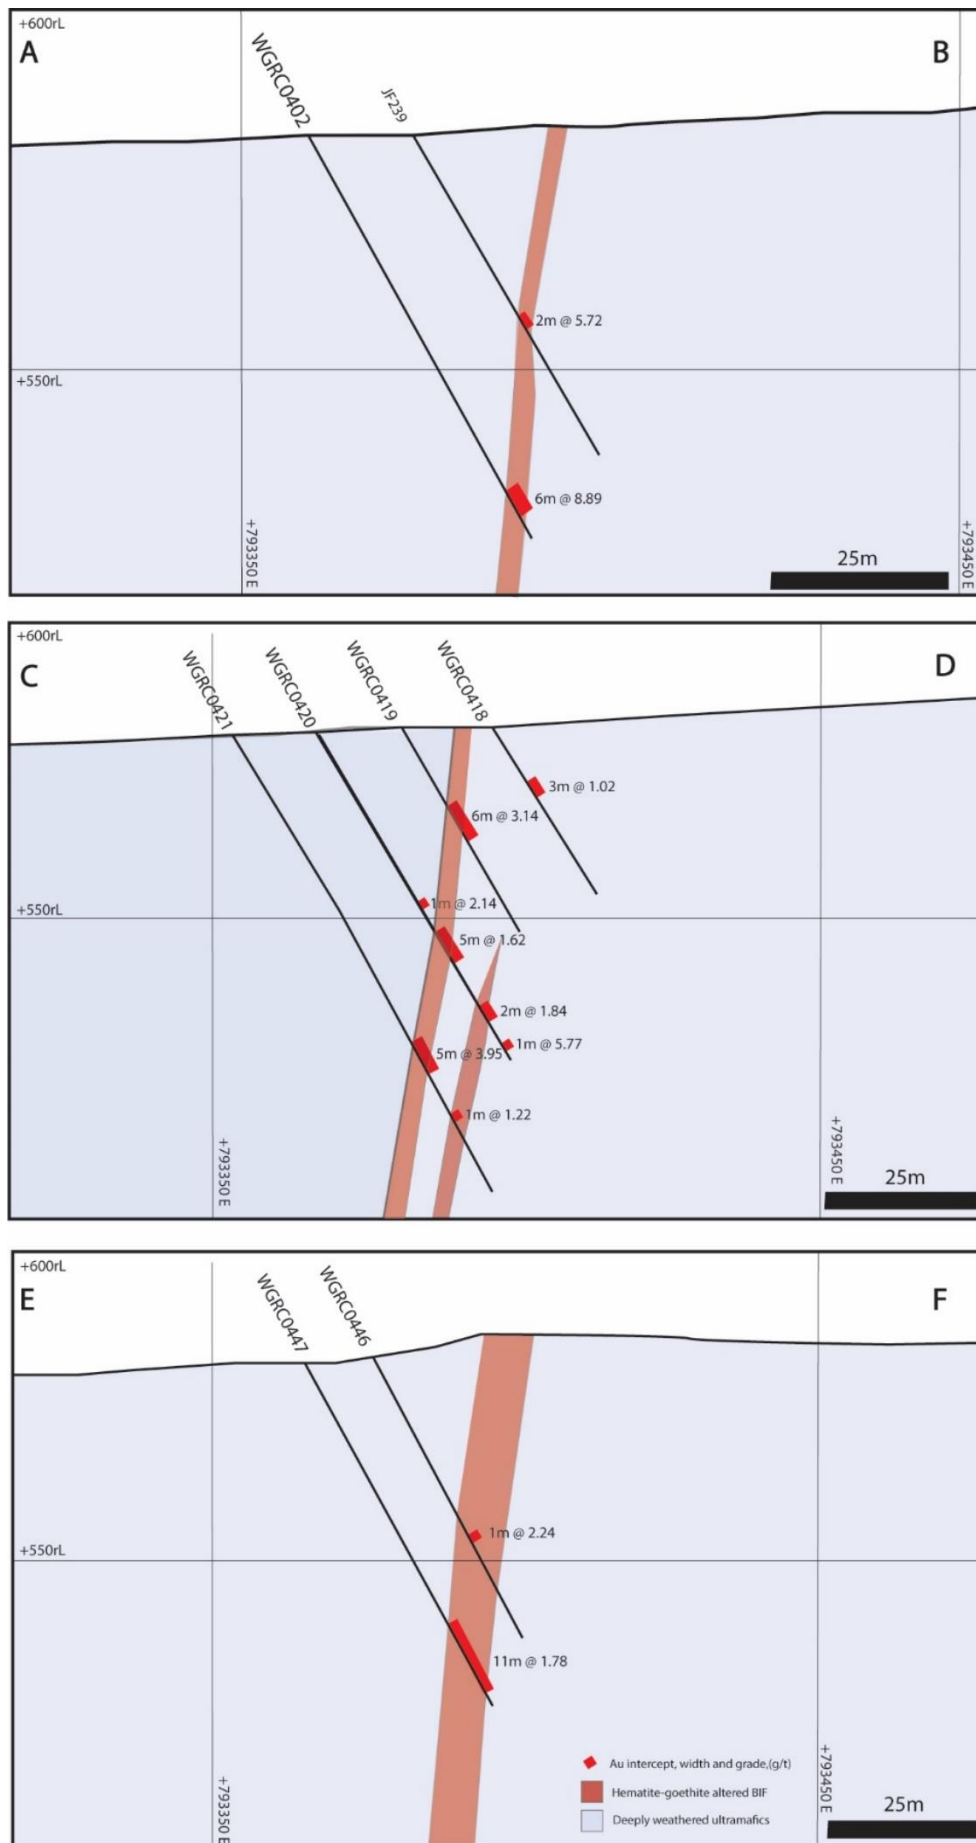 +600rL
A
WGRC0402
JF239
B
2m @ 5.72
+550rL
6m @ 8.89
+793350 E
+793450 E
25m
+600rL
C
WGRC0421
WGRC0420
WGRC0419
WGRC0418
D
3m @ 1.02
6m @ 3.14
1m @ 2.14
+550rL
5m @ 1.62
2m @ 1.84
1m @ 5.77
5m @ 3.95
1m @ 1.22
+793350 E
+793450 E
25m
+600rL
E
WGRC0447
WGRC0446
F
1m @ 2.24
+550rL
11m @ 1.78
Au intercept, width and grade,(g/t)
Hematite-goethite altered BIF
Deeply weathered ultramafics
+793350 E
+793450 E
25m